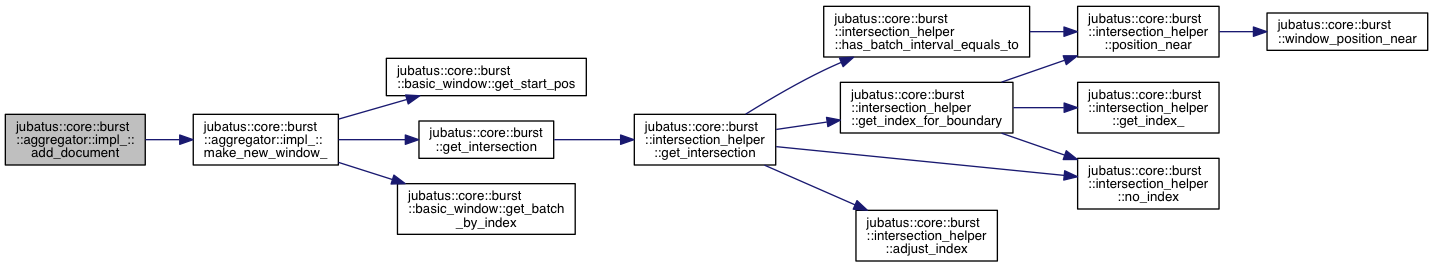 jubatus::core::burst
::aggregator::impl_::
add_document
jubatus::core::burst
::aggregator::impl_::
make_new_window_
jubatus::core::burst
::basic_window::get_start_pos
jubatus::core::burst
::get_intersection
jubatus::core::burst
::basic_window::get_batch
_by_index
jubatus::core::burst
::intersection_helper
::get_intersection
jubatus::core::burst
::intersection_helper
::has_batch_interval_equals_to
jubatus::core::burst
::intersection_helper
::get_index_for_boundary
jubatus::core::burst
::intersection_helper
::adjust_index
jubatus::core::burst
::intersection_helper
::position_near
jubatus::core::burst
::intersection_helper
::get_index_
jubatus::core::burst
::intersection_helper
::no_index
jubatus::core::burst
::window_position_near